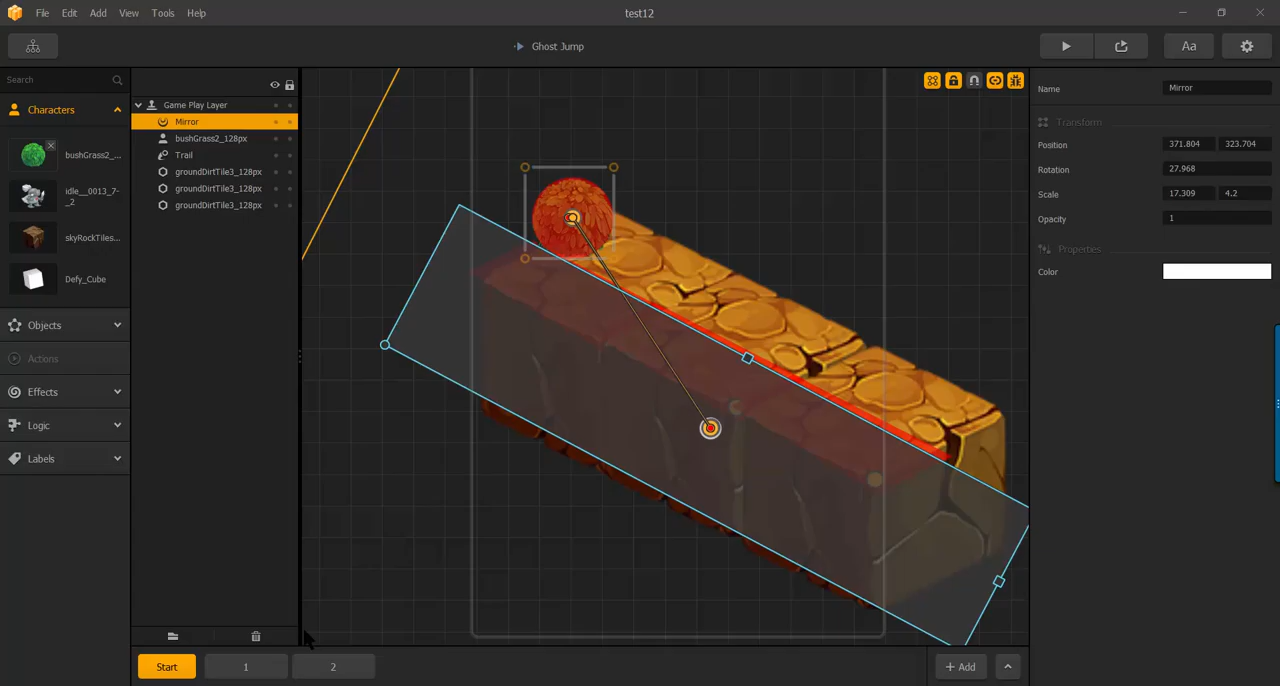 File Edit Add View Tools Help
test12
Ghost Jump
Aa
Search
Characters
bushGrass2_...
idle__0013_7-
_2
skyRockTiles...
Defy_Cube
Objects
Actions
Effects
Logic
Labels
Game Play Layer
Mirror
bushGrass2_128px
Trail
groundDirtTile3_128px
groundDirtTile3_128px
groundDirtTile3_128px
Name Mirror
Transform
Position 371.804 323.704
Rotation 27.968
Scale 17.309 4.2
Opacity 1
Properties
Color
Start 1 2
+ Add